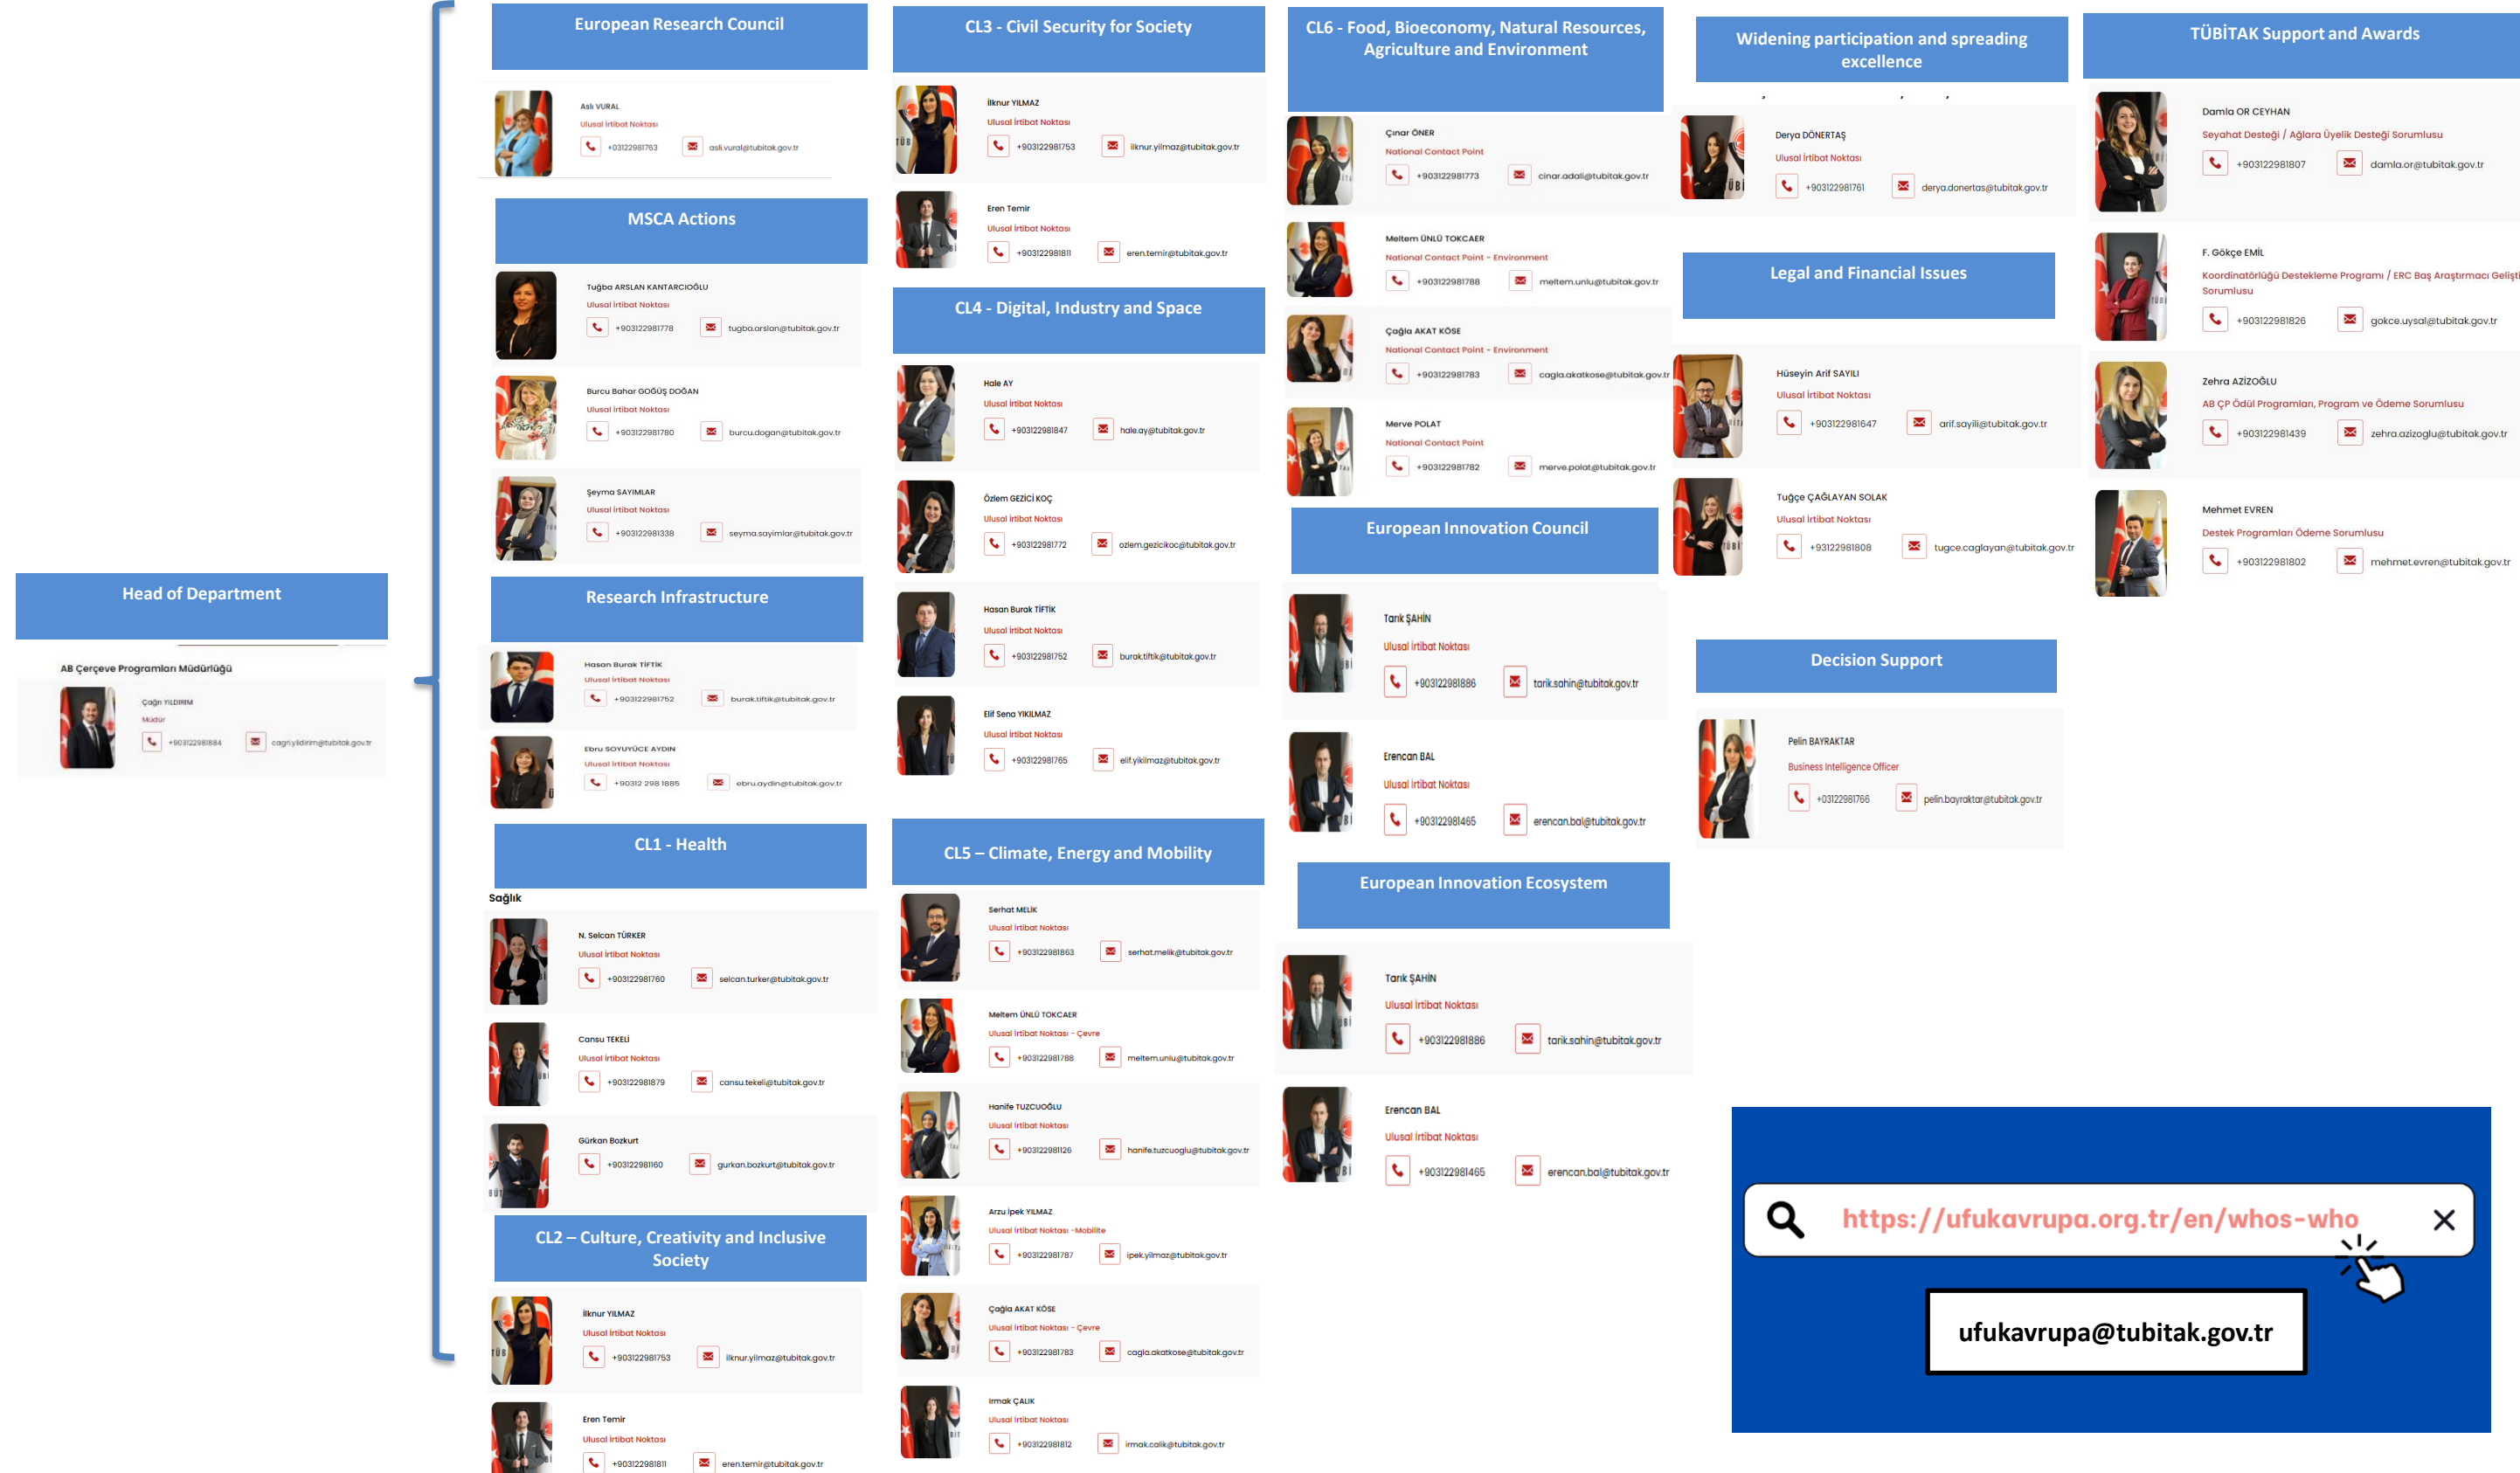 Head of Department
AB Çerçeve Programları Müdürlüğü
Çağrı YILDIRIM
Müdür
+903122981884 cagri.yildirim@tubitak.gov.tr
European Research Council
Aslı VURAL
Ulusal İrtibat Noktası
+03122981763 asli.vural@tubitak.gov.tr
MSCA Actions
Tuğba ARSLAN KANTARCIOĞLU
Ulusal İrtibat Noktası
+903122981778 tugba.arslan@tubitak.gov.tr
Burcu Bahar GOĞÜŞ DOĞAN
Ulusal İrtibat Noktası
+903122981780 burcu.dogan@tubitak.gov.tr
Şeyma SAYIMLAR
Ulusal İrtibat Noktası
+903122981338 seyma.sayimlar@tubitak.gov.tr
Research Infrastructure
Hasan Burak TİFTİK
Ulusal İrtibat Noktası
+903122981752 burak.tiftik@tubitak.gov.tr
Ebru SOYUYÜCE AYDIN
Ulusal İrtibat Noktası
+90312 298 1885 ebru.aydin@tubitak.gov.tr
CL1 - Health
Sağlık
N. Selcan TÜRKER
Ulusal İrtibat Noktası
+903122981760 selcan.turker@tubitak.gov.tr
Cansu TEKELİ
Ulusal İrtibat Noktası
+903122981879 cansu.tekeli@tubitak.gov.tr
Gürkan Bozkurt
Ulusal İrtibat Noktası
+903122981160 gurkan.bozkurt@tubitak.gov.tr
CL2 – Culture, Creativity and Inclusive
Society
İlknur YILMAZ
Ulusal İrtibat Noktası
+903122981753 ilknur.yilmaz@tubitak.gov.tr
Eren Temir
Ulusal İrtibat Noktası
+903122981811 eren.temir@tubitak.gov.tr
CL3 - Civil Security for Society
İlknur YILMAZ
Ulusal İrtibat Noktası
+903122981753 ilknur.yilmaz@tubitak.gov.tr
Eren Temir
Ulusal İrtibat Noktası
+903122981811 eren.temir@tubitak.gov.tr
CL4 - Digital, Industry and Space
Hale AY
Ulusal İrtibat Noktası
+903122981847 hale.ay@tubitak.gov.tr
Özlem GEZİCİ KOÇ
Ulusal İrtibat Noktası
+903122981772 ozlem.gezicikoc@tubitak.gov.tr
Hasan Burak TİFTİK
Ulusal İrtibat Noktası
+903122981752 burak.tiftik@tubitak.gov.tr
Elif Sena YIKILMAZ
Ulusal İrtibat Noktası
+903122981765 elif.yikilmaz@tubitak.gov.tr
CL5 – Climate, Energy and Mobility
Serhat MELİK
Ulusal İrtibat Noktası
+903122981863 serhat.melik@tubitak.gov.tr
Meltem ÜNLÜ TOKCAER
Ulusal İrtibat Noktası - Çevre
+903122981788 meltem.unlu@tubitak.gov.tr
Hanife TUZCUOĞLU
Ulusal İrtibat Noktası
+903122981126 hanife.tuzcuoglu@tubitak.gov.tr
Arzu İpek YILMAZ
Ulusal İrtibat Noktası -Mobilite
+903122981787 ipek.yilmaz@tubitak.gov.tr
Çağla AKAT KÖSE
Ulusal İrtibat Noktası - Çevre
+903122981783 cagla.akatkose@tubitak.gov.tr
Irmak ÇALIK
Ulusal İrtibat Noktası
+903122981812 irmak.calik@tubitak.gov.tr
CL6 - Food, Bioeconomy, Natural Resources,
Agriculture and Environment
Çınar ÖNER
National Contact Point
+903122981773 cinar.adali@tubitak.gov.tr
Meltem ÜNLÜ TOKCAER
National Contact Point - Environment
+903122981788 meltem.unlu@tubitak.gov.tr
Çağla AKAT KÖSE
National Contact Point - Environment
+903122981783 cagla.akatkose@tubitak.gov.tr
Merve POLAT
National Contact Point
+903122981782 merve.polat@tubitak.gov.tr
European Innovation Council
Tarık ŞAHİN
Ulusal İrtibat Noktası
+903122981886 tarik.sahin@tubitak.gov.tr
Erencan BAL
Ulusal İrtibat Noktası
+903122981465 erencan.bal@tubitak.gov.tr
European Innovation Ecosystem
Tarık ŞAHİN
Ulusal İrtibat Noktası
+903122981886 tarik.sahin@tubitak.gov.tr
Erencan BAL
Ulusal İrtibat Noktası
+903122981465 erencan.bal@tubitak.gov.tr
Widening participation and spreading
excellence
Derya DÖNERTAŞ
Ulusal İrtibat Noktası
+903122981761 derya.donertas@tubitak.gov.tr
Legal and Financial Issues
Hüseyin Arif SAYILI
Ulusal İrtibat Noktası
+903122981647 arif.sayili@tubitak.gov.tr
Tuğçe ÇAĞLAYAN SOLAK
Ulusal İrtibat Noktası
+93122981808 tugce.caglayan@tubitak.gov.tr
Decision Support
Pelin BAYRAKTAR
Business Intelligence Officer
+03122981766 pelin.bayraktar@tubitak.gov.tr
TÜBİTAK Support and Awards
Damla OR CEYHAN
Seyahat Desteği / Ağlara Üyelik Desteği Sorumlusu
+903122981807 damla.or@tubitak.gov.tr
F. Gökçe EMİL
Koordinatörlüğü Destekleme Programı / ERC Baş Araştırmacı Gelişti
Sorumlusu
+903122981826 gokce.uysal@tubitak.gov.tr
Zehra AZİZOĞLU
AB ÇP Ödül Programları, Program ve Ödeme Sorumlusu
+903122981439 zehra.azizoglu@tubitak.gov.tr
Mehmet EVREN
Destek Programları Ödeme Sorumlusu
+903122981802 mehmet.evren@tubitak.gov.tr
https://ufukavrupa.org.tr/en/whos-who
ufukavrupa@tubitak.gov.tr